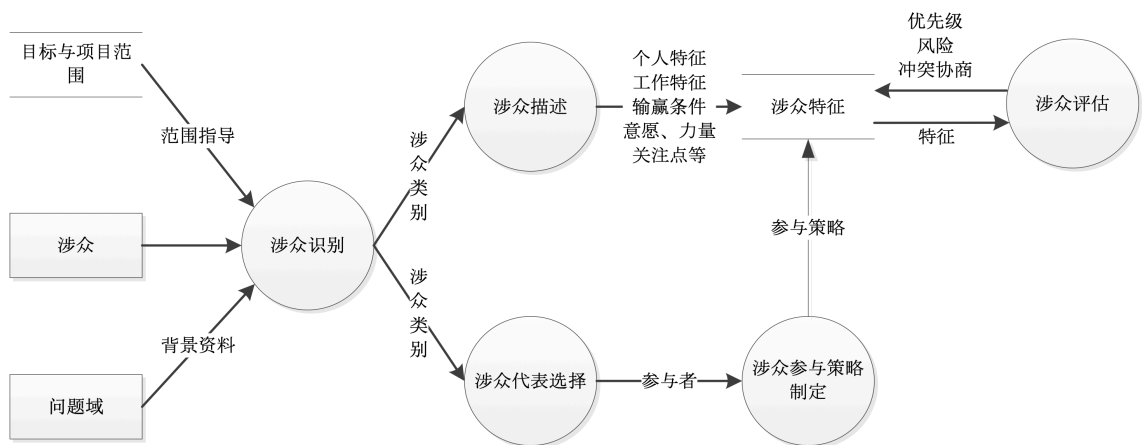 目标与项目范
围
范围指导
涉众
背景资料
问题域
涉众识别
涉
众
类
别
涉
众
类
别
涉众描述
个人特征
工作特征
输赢条件
意愿、力量
关注点等
涉众特征
优先级
风险
冲突协商
特征
涉众评估
参与策略
涉众代表选择
参与者
涉众参与策略
制定